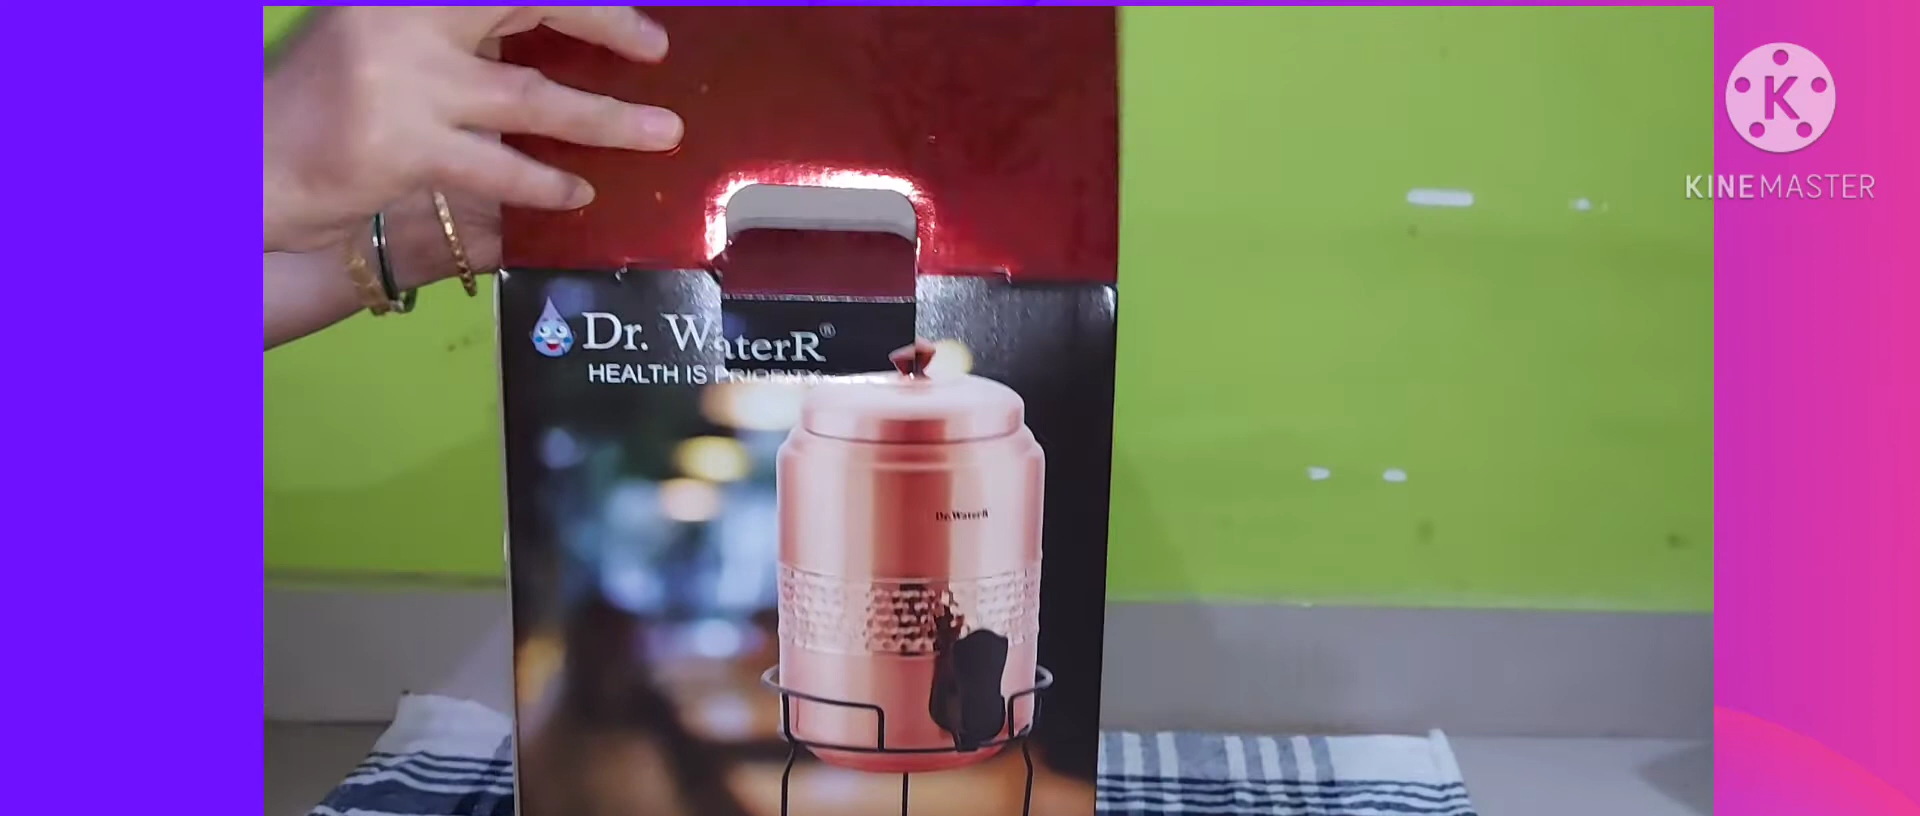 K
KINEMASTER
Dr. WaterR®
HEALTH IS PRIORITY
Dr.WaterR